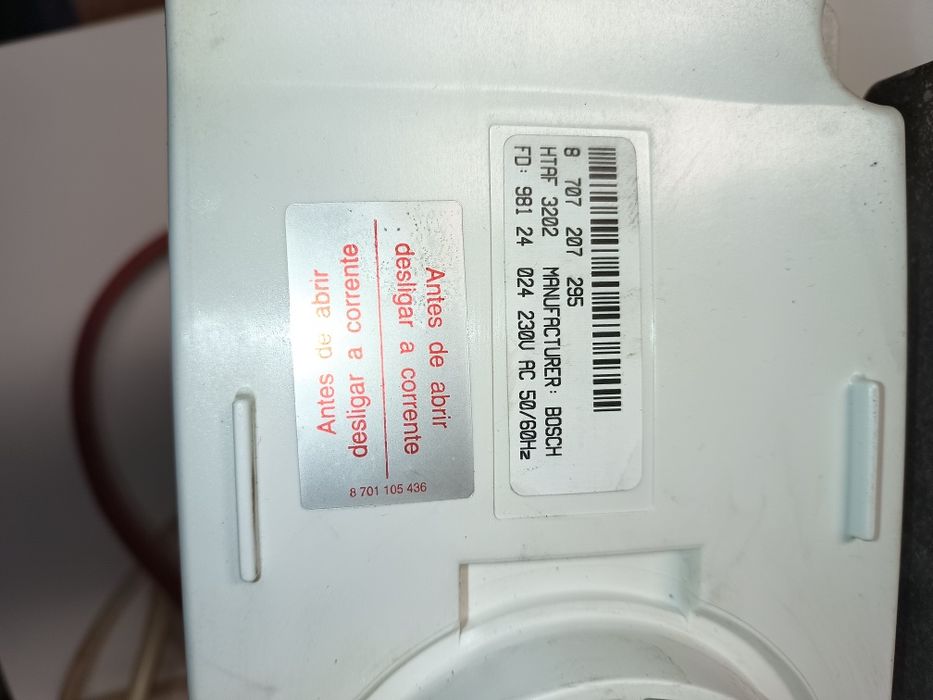 8 707 207 295
HTAF 3202 MANUFACTURER: BOSCH
FD: 981 24 024 230V AC 50/60Hz
Antes de abrir
desligar a corrente
Antes de abrir
desligar a corrente
8 701 105 436